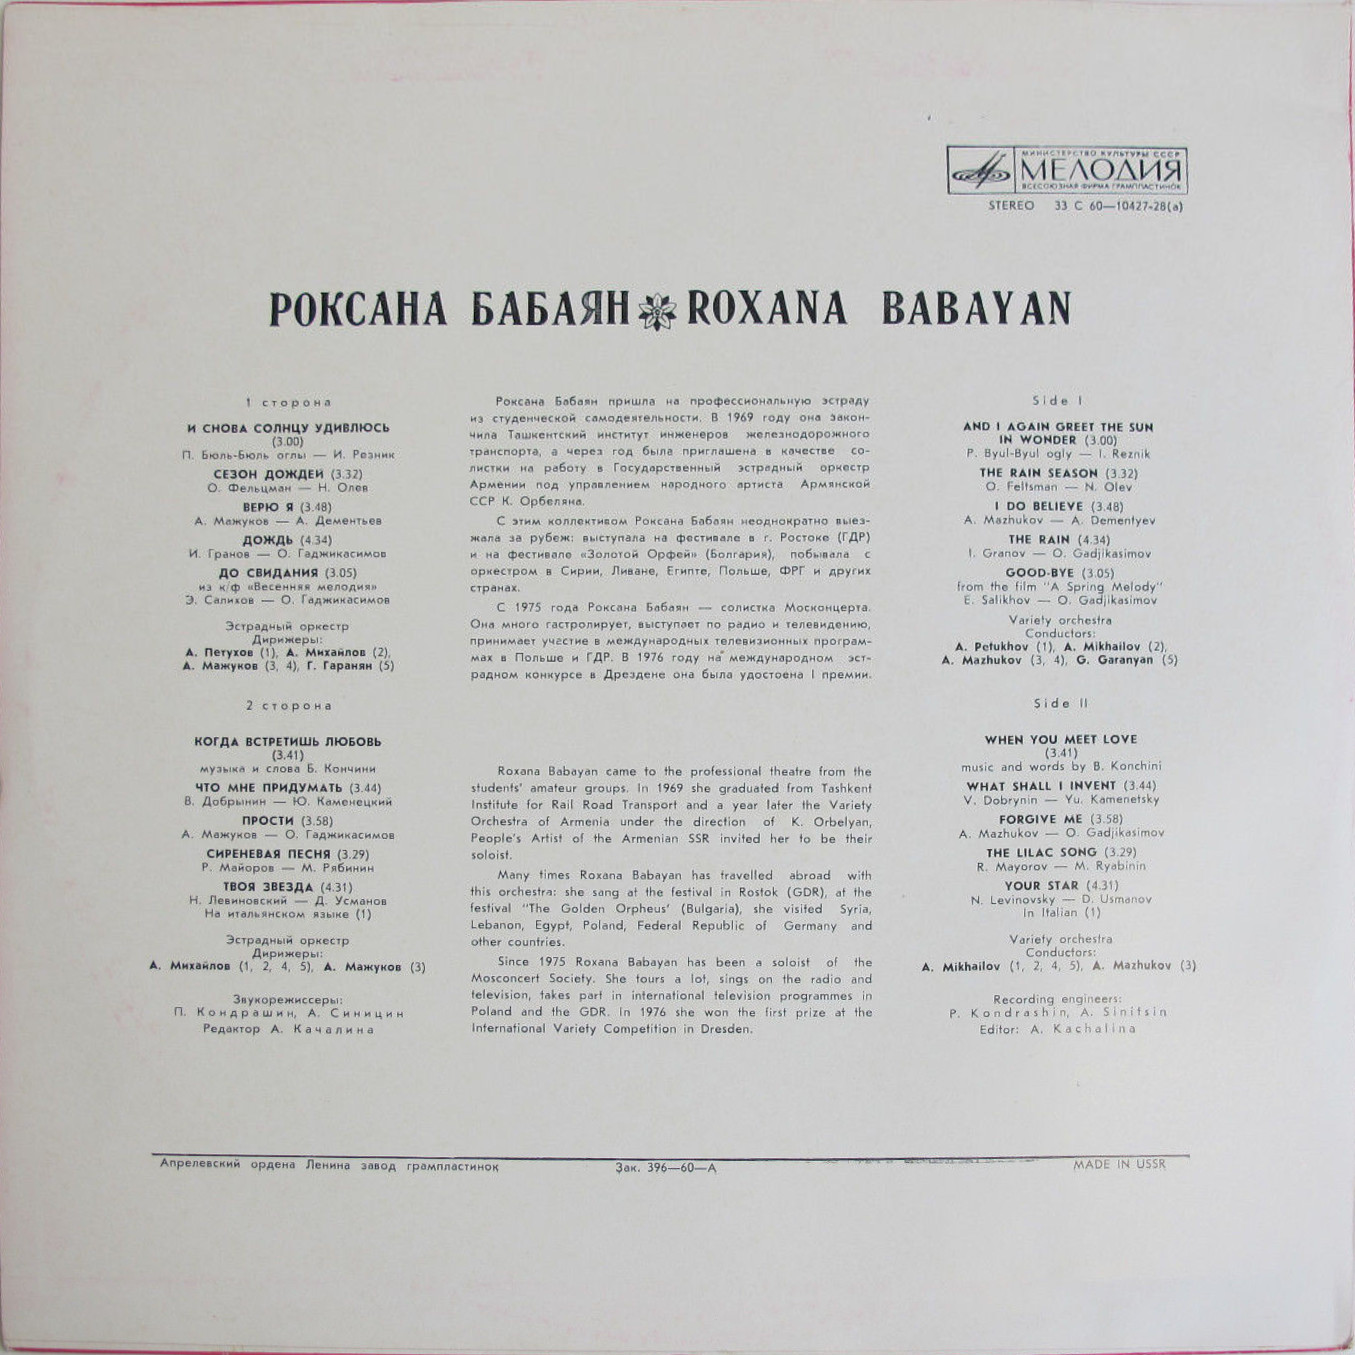 МИНИСТЕРСТВО КУЛЬТУРЫ СССР
МЕЛОДИЯ
ВСЕСОЮЗНАЯ ФИРМА ГРАМПЛАСТИНОК
STEREO 33 С 60—10427-28(а)
РОКСАНА БАБАЯН ROXANA BABAYAN
1 сторона
И СНОВА СОЛНЦУ УДИВЛЮСЬ
(3.00)
П. Бюль-Бюль оглы — И. Резник
СЕЗОН ДОЖДЕЙ (3.32)
О. Фельцман — Н. Олев
ВЕРЮ Я (3.48)
А. Мажуков — А. Дементьев
ДОЖДЬ (4.34)
И. Гранов — О. Гаджикасимов
ДО СВИДАНИЯ (3.05)
из к/ф «Весенняя мелодия»
Э. Салихов — О. Гаджикасимов
Эстрадный оркестр
Дирижеры:
А. Петухов (1), А. Михайлов (2),
А. Мажуков (3, 4), Г. Гаранян (5)
2 сторона
КОГДА ВСТРЕТИШЬ ЛЮБОВЬ
(3.41)
музыка и слова Б. Кончини
ЧТО МНЕ ПРИДУМАТЬ (3.44)
В. Добрынин — Ю. Каменецкий
ПРОСТИ (3.58)
А. Мажуков — О. Гаджикасимов
СИРЕНЕВАЯ ПЕСНЯ (3.29)
Р. Майоров — М. Рябинин
ТВОЯ ЗВЕЗДА (4.31)
Н. Левиновский — Д. Усманов
На итальянском языке (1)
Эстрадный оркестр
Дирижеры:
А. Михайлов (1, 2, 4, 5), А. Мажуков (3)
Звукорежиссеры:
П. Кондрашин, А. Синицин
Редактор А. Качалина
Роксана Бабаян пришла на профессиональную эстраду
из студенческой самодеятельности. В 1969 году она закон-
чила Ташкентский институт инженеров железнодорожного
транспорта, а через год была приглашена в качестве со-
листки на работу в Государственный эстрадный оркестр
Армении под управлением народного артиста Армянской
ССР К. Орбеляна.
С этим коллективом Роксана Бабаян неоднократно выез-
жала за рубеж: выступала на фестивале в г. Ростоке (ГДР)
и на фестивале «Золотой Орфей» (Болгария), побывала с
оркестром в Сирии, Ливане, Египте, Польше, ФРГ и других
странах.
С 1975 года Роксана Бабаян — солистка Москонцерта.
Она много гастролирует, выступает по радио и телевидению,
принимает участие в международных телевизионных програм-
мах в Польше и ГДР. В 1976 году на международном эст-
радном конкурсе в Дрездене она была удостоена I премии.
Roxana Babayan came to the professional theatre from the
students' amateur groups. In 1969 she graduated from Tashkent
Institute for Rail Road Transport and a year later the Variety
Orchestra of Armenia under the direction of K. Orbelyan,
People's Artist of the Armenian SSR invited her to be their
soloist.
Many times Roxana Babayan has travelled abroad with
this orchestra: she sang at the festival in Rostok (GDR), at the
festival "The Golden Orpheus' (Bulgaria), she visited Syria,
Lebanon, Egypt, Poland, Federal Republic of Germany and
other countries.
Since 1975 Roxana Babayan has been a soloist of the
Mosconcert Society. She tours a lot, sings on the radio and
television, takes part in international television programmes in
Poland and the GDR. In 1976 she won the first prize at the
International Variety Competition in Dresden.
Side I
AND I AGAIN GREET THE SUN
IN WONDER (3.00)
P. Byul-Byul ogly — I. Reznik
THE RAIN SEASON (3.32)
O. Feltsman — N. Olev
I DO BELIEVE (3.48)
A. Mazhukov — A. Dementyev
THE RAIN (4.34)
I. Granov — O. Gadjikasimov
GOOD-BYE (3.05)
from the film "A Spring Melody"
E. Salikhov — O. Gadjikasimov
Variety orchestra
Conductors:
A. Petukhov (1), A. Mikhailov (2),
A. Mazhukov (3, 4), G. Garanyan (5)
Side II
WHEN YOU MEET LOVE
(3.41)
music and words by B. Konchini
WHAT SHALL I INVENT (3.44)
V. Dobrynin — Yu. Kamenetsky
FORGIVE ME (3.58)
A. Mazhukov — O. Gadjikasimov
THE LILAC SONG (3.29)
R. Mayorov — M. Ryabinin
YOUR STAR (4.31)
N. Levinovsky — D. Usmanov
In Italian (1)
Variety orchestra
Conductors:
A. Mikhailov (1, 2, 4, 5), A. Mazhukov (3)
Recording engineers:
P. Kondrashin, A. Sinitsin
Editor: A. Kachalina
Апрелевский ордена Ленина завод грампластинок
Зак. 396—60—А
MADE IN USSR